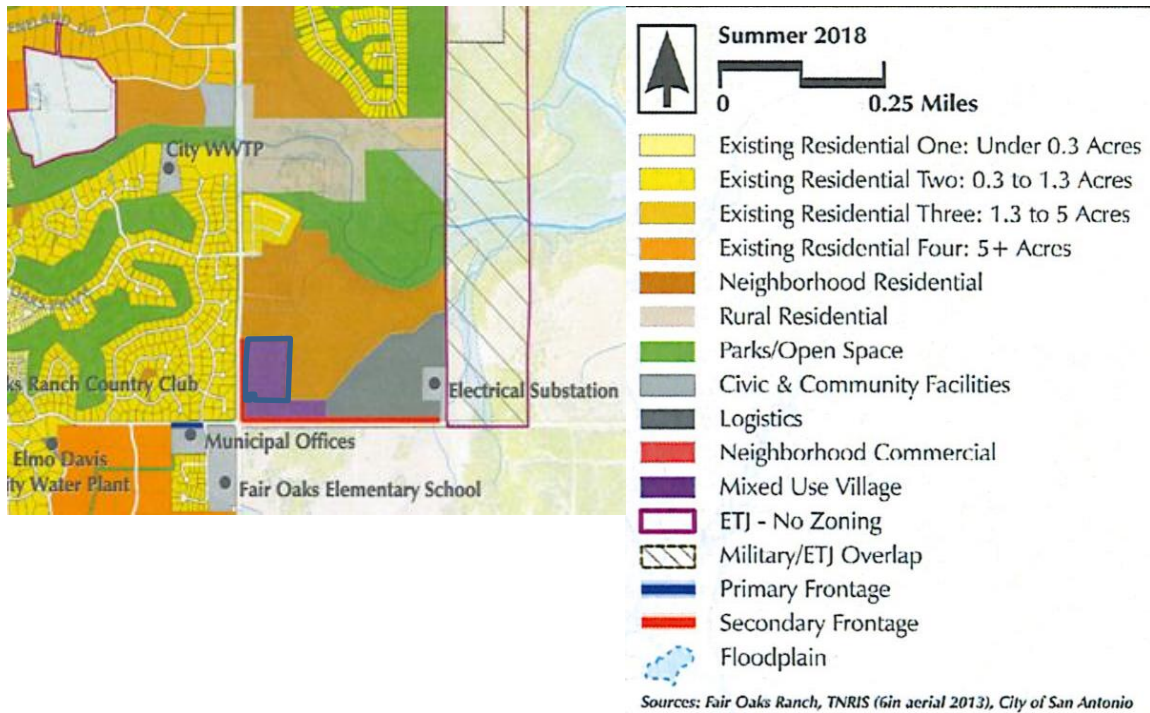 City WWTP
ks Ranch Country Club
Electrical Substation
Municipal Offices
Elmo Davis
ity Water Plant
Fair Oaks Elementary School
Summer 2018
0 0.25 Miles
Existing Residential One: Under 0.3 Acres
Existing Residential Two: 0.3 to 1.3 Acres
Existing Residential Three: 1.3 to 5 Acres
Existing Residential Four: 5+ Acres
Neighborhood Residential
Rural Residential
Parks/Open Space
Civic & Community Facilities
Logistics
Neighborhood Commercial
Mixed Use Village
ETJ - No Zoning
Military/ETJ Overlap
Primary Frontage
Secondary Frontage
Floodplain
Sources: Fair Oaks Ranch, TNRIS (6in aerial 2013), City of San Antonio